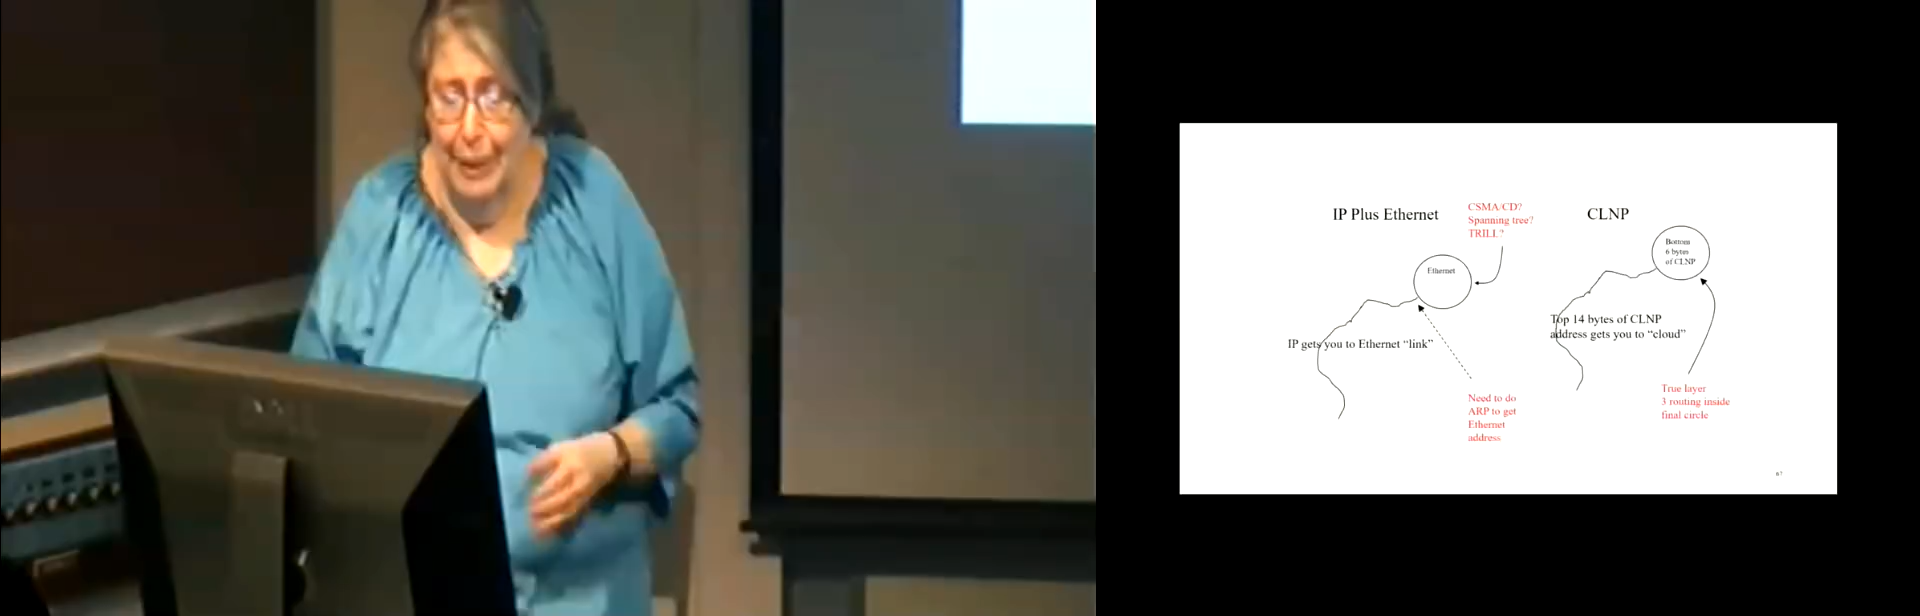 IP Plus Ethernet
CSMA/CD?
Spanning tree?
TRILL?
Ethernet
IP gets you to Ethernet “link”
Need to do
ARP to get
Ethernet
address
CLNP
Bottom
6 bytes
of CLNP
Top 14 bytes of CLNP
address gets you to “cloud”
True layer
3 routing inside
final circle